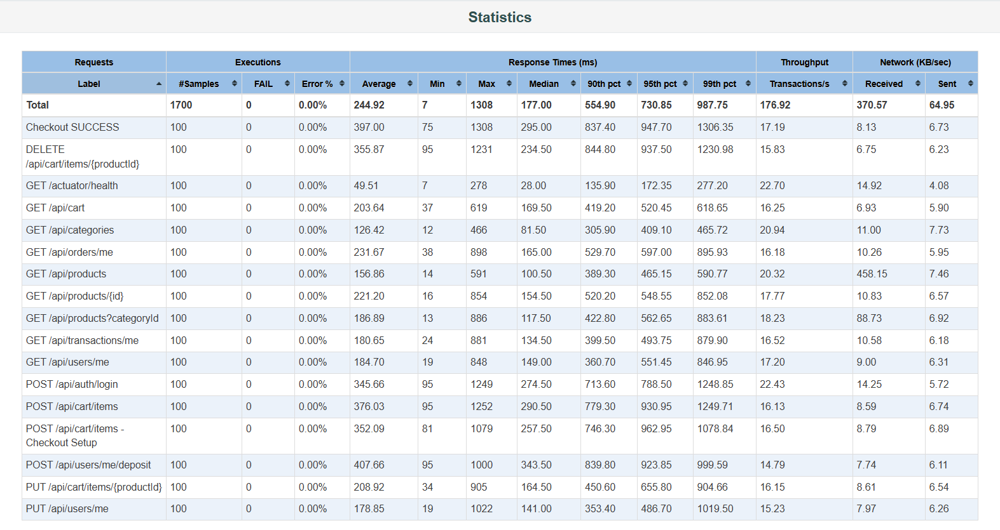 Statistics
Requests Executions Response Times (ms) Throughput Network (KB/sec)
Label #Samples FAIL Error % Average Min Max Median 90th pct 95th pct 99th pct Transactions/s Received Sent
Total 1700 0 0.00% 244.92 7 1308 177.00 554.90 730.85 987.75 176.92 370.57 64.95
Checkout SUCCESS 100 0 0.00% 397.00 75 1308 295.00 837.40 947.70 1306.35 17.19 8.13 6.73
DELETE 100 0 0.00% 355.87 95 1231 234.50 844.80 937.50 1230.98 15.83 6.75 6.23
/api/cart/items/{productId}
GET /actuator/health 100 0 0.00% 49.51 7 278 28.00 135.90 172.35 277.20 22.70 14.92 4.08
GET /api/cart 100 0 0.00% 203.64 37 619 169.50 419.20 520.45 618.65 16.25 6.93 5.90
GET /api/categories 100 0 0.00% 126.42 12 466 81.50 305.90 409.10 465.72 20.94 11.00 7.73
GET /api/orders/me 100 0 0.00% 231.67 38 898 165.00 529.70 597.00 895.93 16.18 10.26 5.95
GET /api/products 100 0 0.00% 156.86 14 591 100.50 389.30 465.15 590.77 20.32 458.15 7.46
GET /api/products/{id} 100 0 0.00% 221.20 16 854 154.50 520.20 548.55 852.08 17.77 10.83 6.57
GET /api/products?categoryId 100 0 0.00% 186.89 13 886 117.50 422.80 562.65 883.61 18.23 88.73 6.92
GET /api/transactions/me 100 0 0.00% 180.65 24 881 134.50 399.50 493.75 879.90 16.52 10.58 6.18
GET /api/users/me 100 0 0.00% 184.70 19 848 149.00 360.70 551.45 846.95 17.20 9.00 6.31
POST /api/auth/login 100 0 0.00% 345.66 95 1249 274.50 713.60 788.50 1248.85 22.43 14.25 5.72
POST /api/cart/items 100 0 0.00% 376.03 95 1252 290.50 779.30 930.95 1249.71 16.13 8.59 6.74
POST /api/cart/items - 100 0 0.00% 352.09 81 1079 257.50 746.30 962.95 1078.84 16.50 8.79 6.89
Checkout Setup
POST /api/users/me/deposit 100 0 0.00% 407.66 95 1000 343.50 839.80 923.85 999.59 14.79 7.74 6.11
PUT /api/cart/items/{productId} 100 0 0.00% 208.92 34 905 164.50 450.60 655.80 904.66 16.15 8.61 6.54
PUT /api/users/me 100 0 0.00% 178.85 19 1022 141.00 353.40 486.70 1019.50 15.23 7.97 6.26